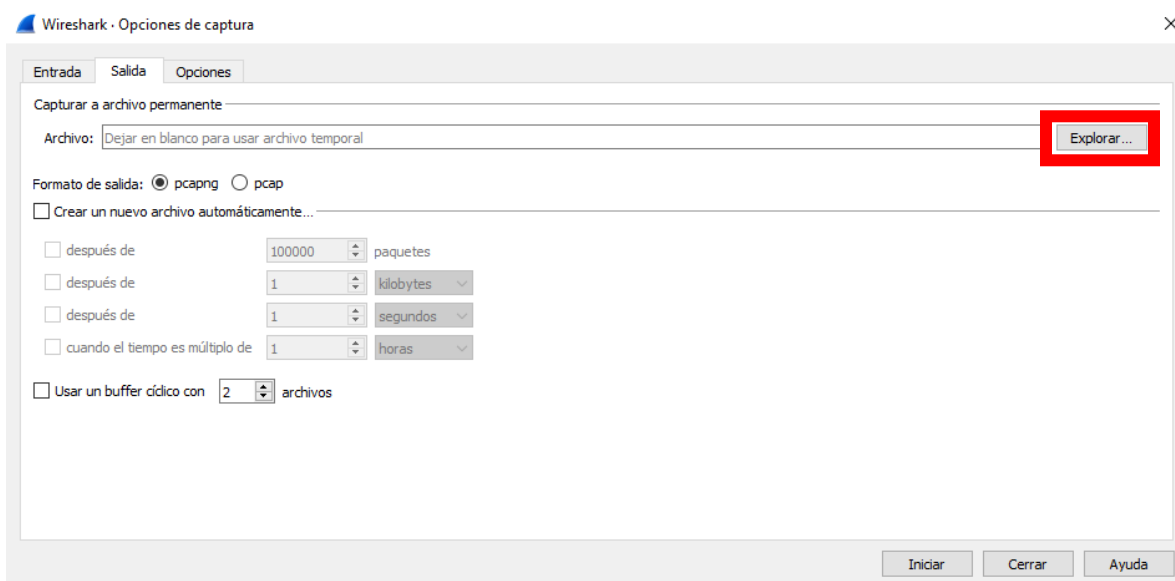 Wireshark · Opciones de captura
Entrada Salida Opciones
Capturar a archivo permanente
Archivo: Dejar en blanco para usar archivo temporal Explorar...
Formato de salida: pcapng pcap
Crear un nuevo archivo automáticamente...
después de 100000 paquetes
después de 1 kilobytes
después de 1 segundos
cuando el tiempo es múltiplo de 1 horas
Usar un buffer cíclico con 2 archivos
Iniciar Cerrar Ayuda